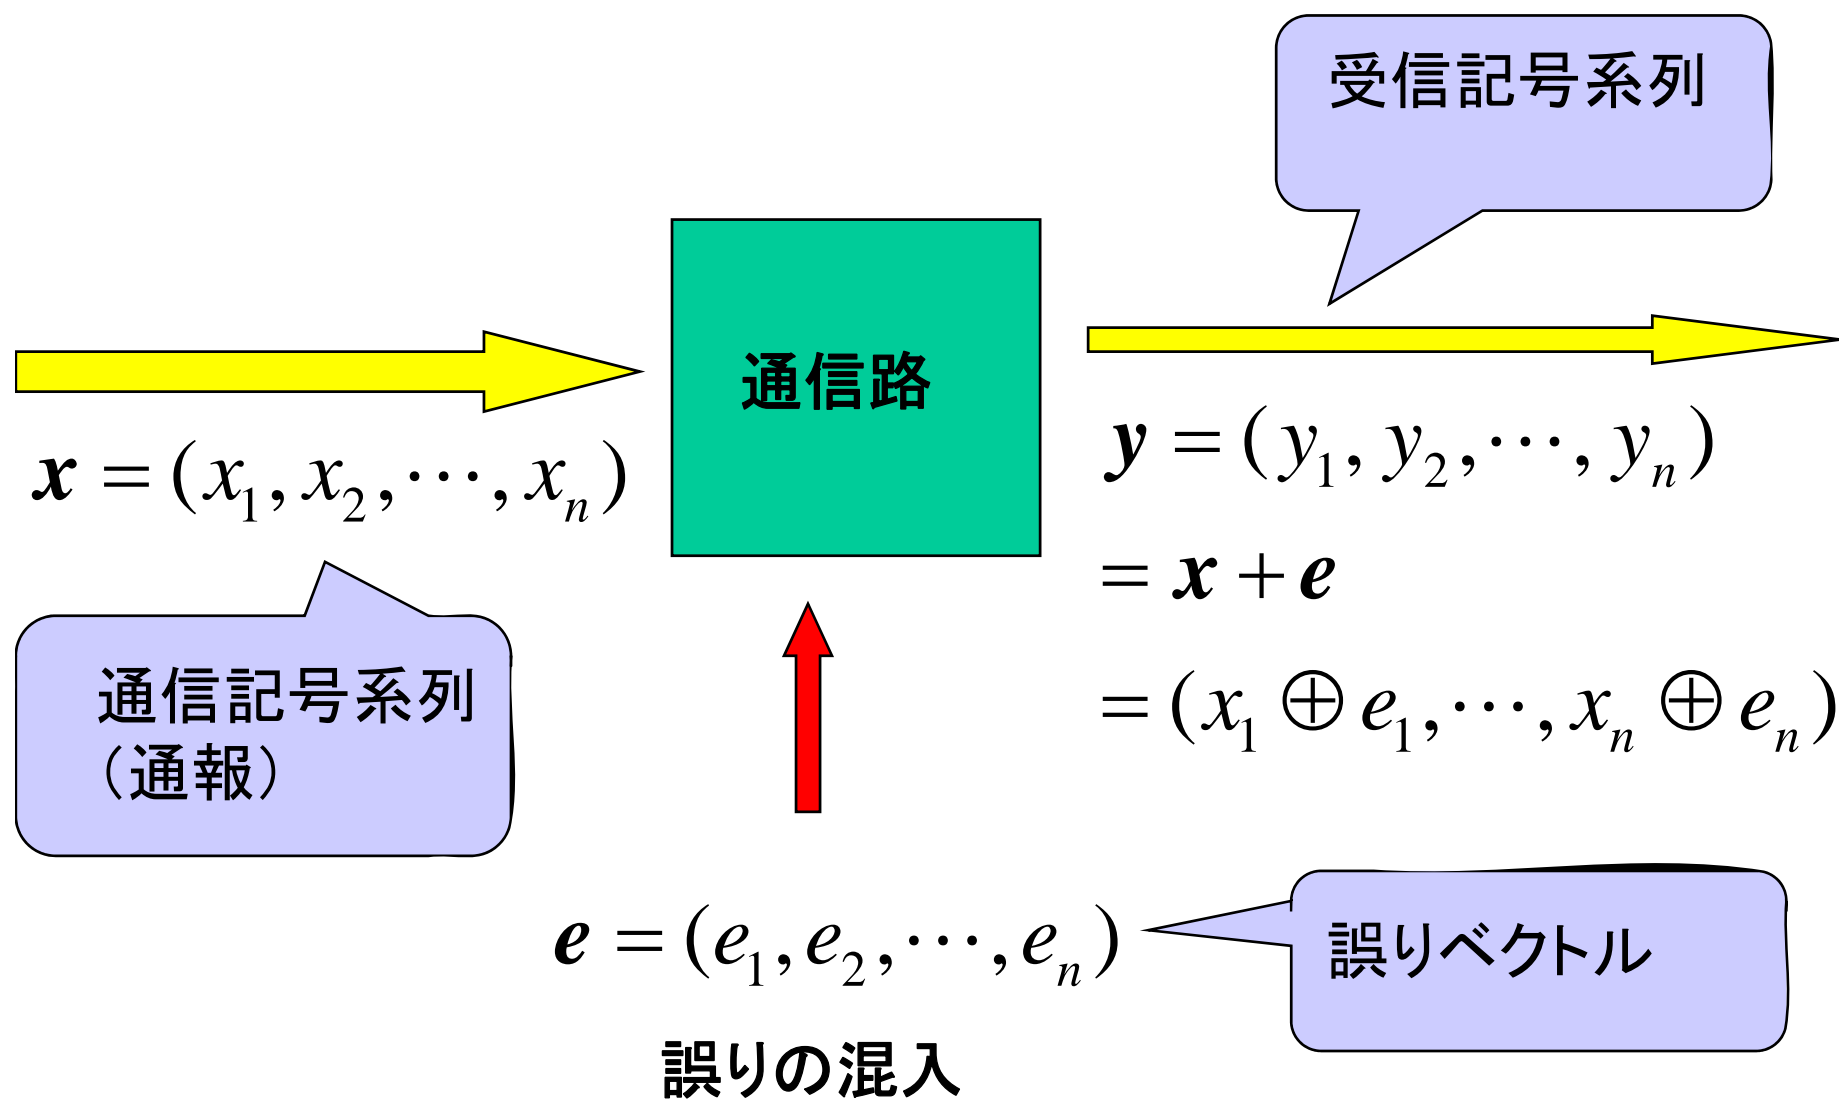 受信記号系列
通信路
x = (x₁, x₂, ⋯, xₙ)
y = (y₁, y₂, ⋯, yₙ)
= x + e
= (x₁ ⊕ e₁, ⋯, xₙ ⊕ eₙ)
通信記号系列
（通報）
e = (e₁, e₂, ⋯, eₙ)
誤りベクトル
誤りの混入